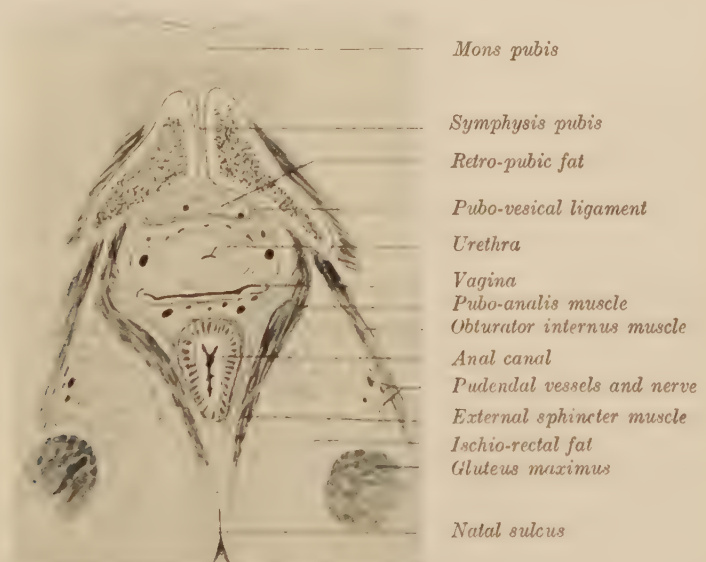 Mons pubis
Symphysis pubis
Retro-pubic fat
Pubo-vesical ligament
Urethra
Vagina
Pubo-analis muscle
Obturator internus muscle
Anal canal
Pudendal vessels and nerve
External sphincter muscle
Ischio-rectal fat
Gluteus maximus
Natal sulcus